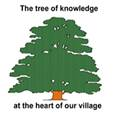 The tree of knowledge
at the heart of our village